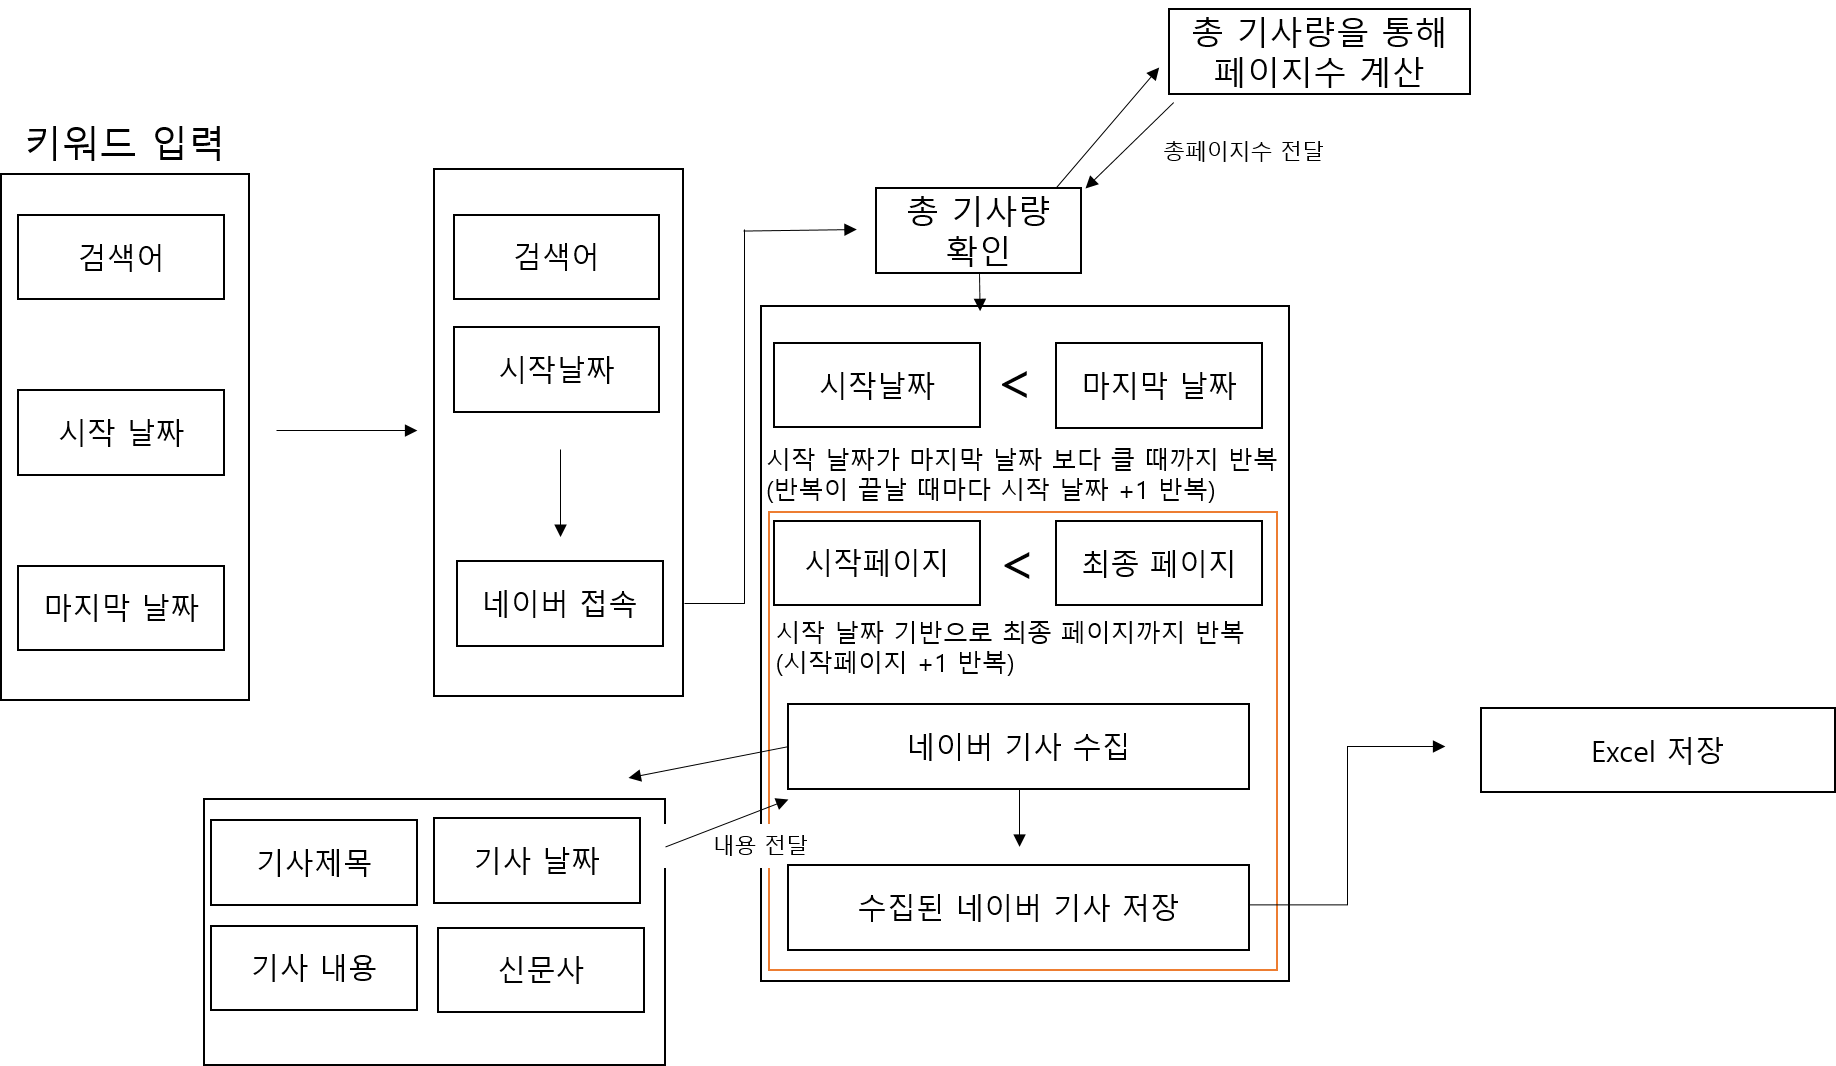 총 기사량을 통해
페이지수 계산
총페이지수 전달
키워드 입력
검색어
시작 날짜
마지막 날짜
검색어
시작날짜
네이버 접속
총 기사량
확인
시작날짜 < 마지막 날짜
시작 날짜가 마지막 날짜 보다 클 때까지 반복
(반복이 끝날 때마다 시작 날짜 +1 반복)
시작페이지 < 최종 페이지
시작 날짜 기반으로 최종 페이지까지 반복
(시작페이지 +1 반복)
네이버 기사 수집
내용 전달
기사제목
기사 날짜
기사 내용
신문사
수집된 네이버 기사 저장
Excel 저장